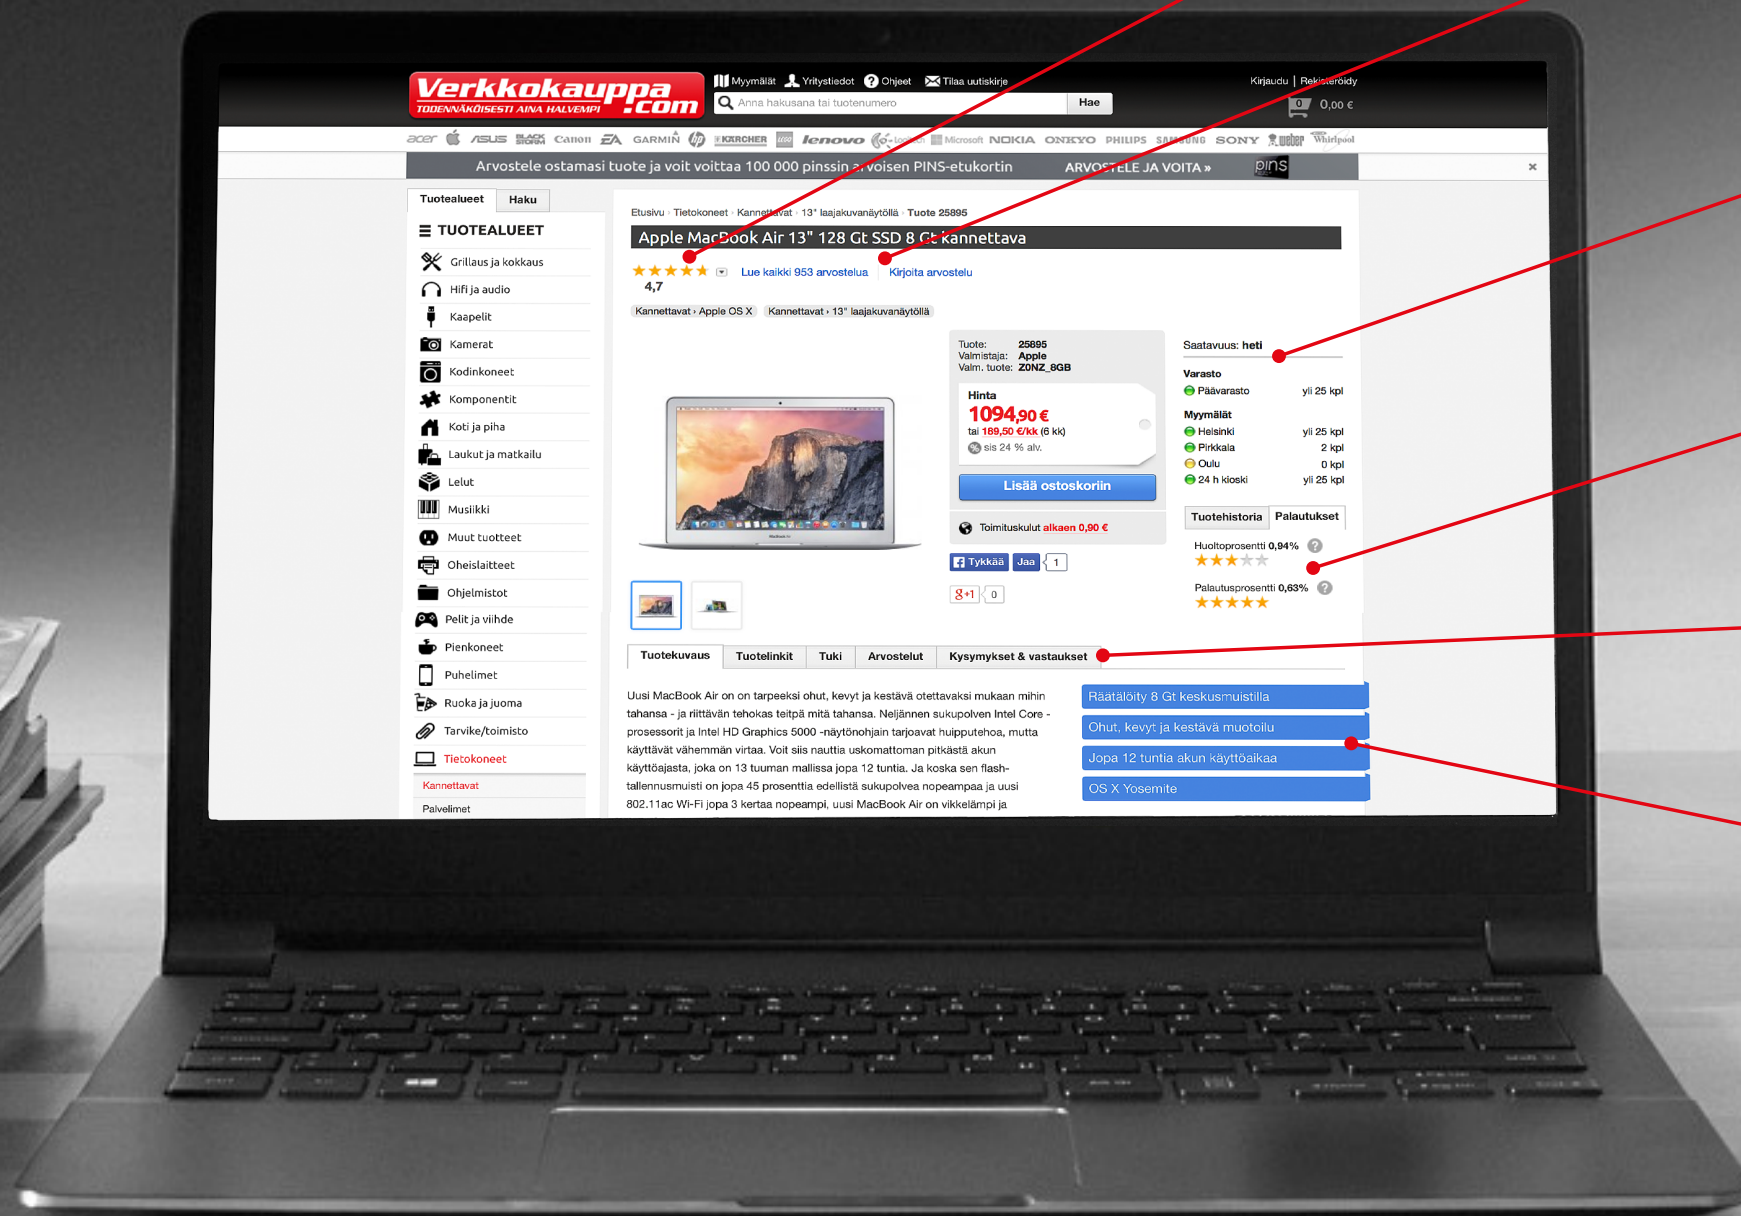 Verkkokauppa.com
TODENNÄKÖISESTI AINA HALVEMPI
Myymälät Yritystiedot Ohjeet Tilaa uutiskirje
Kirjaudu | Rekisteröidy
Anna hakusana tai tuotenumero Hae
0 0,00 €
acer ASUS BLACK STORM Canon EA GARMIN hp KÄRCHER LEGO lenovo Microsoft NOKIA ONKYO PHILIPS SAMSUNG SONY weber Whirlpool
Arvostele ostamasi tuote ja voit voittaa 100 000 pinssin arvoisen PINS-etukortin ARVOSTELE JA VOITA » pins ×
Tuotealueet Haku
TUOTEALUEET
Grillaus ja kokkaus
Hifi ja audio
Kaapelit
Kamerat
Kodinkoneet
Komponentit
Koti ja piha
Laukut ja matkailu
Lelut
Musiikki
Muut tuotteet
Oheislaitteet
Ohjelmistot
Pelit ja viihde
Pienkoneet
Puhelimet
Ruoka ja juoma
Tarvike/toimisto
Tietokoneet
Kannettavat
Palvelimet
Etusivu › Tietokoneet › Kannettavat › 13" laajakuvanäytöllä › Tuote 25895
Apple MacBook Air 13" 128 Gt SSD 8 Gt kannettava
Lue kaikki 953 arvostelua Kirjoita arvostelu
4,7
Kannettavat › Apple OS X Kannettavat › 13" laajakuvanäytöllä
MacBook Air
Tuote: 25895
Valmistaja: Apple
Valm. tuote: Z0NZ_8GB
Hinta
1094,90 €
tai 189,50 €/kk (6 kk)
% sis 24 % alv.
Lisää ostoskoriin
Toimituskulut alkaen 0,90 €
Tykkää Jaa 1
g+1 0
Saatavuus: heti
Varasto
Päävarasto yli 25 kpl
Myymälät
Helsinki yli 25 kpl
Pirkkala 2 kpl
Oulu 0 kpl
24 h kioski yli 25 kpl
Tuotehistoria Palautukset
Huoltoprosentti 0,94% ?
Palautusprosentti 0,63% ?
Tuotekuvaus Tuotelinkit Tuki Arvostelut Kysymykset & vastaukset
Uusi MacBook Air on on tarpeeksi ohut, kevyt ja kestävä otettavaksi mukaan mihin
tahansa - ja riittävän tehokas teitpä mitä tahansa. Neljännen sukupolven Intel Core -
prosessorit ja Intel HD Graphics 5000 -näytönohjain tarjoavat huipputehoa, mutta
käyttävät vähemmän virtaa. Voit siis nauttia uskomattoman pitkästä akun
käyttöajasta, joka on 13 tuuman mallissa jopa 12 tuntia. Ja koska sen flash-
tallennusmuisti on jopa 45 prosenttia edellistä sukupolvea nopeampaa ja uusi
802.11ac Wi-Fi jopa 3 kertaa nopeampi, uusi MacBook Air on vikkelämpi ja
Räätälöity 8 Gt keskusmuistilla
Ohut, kevyt ja kestävä muotoilu
Jopa 12 tuntia akun käyttöaikaa
OS X Yosemite